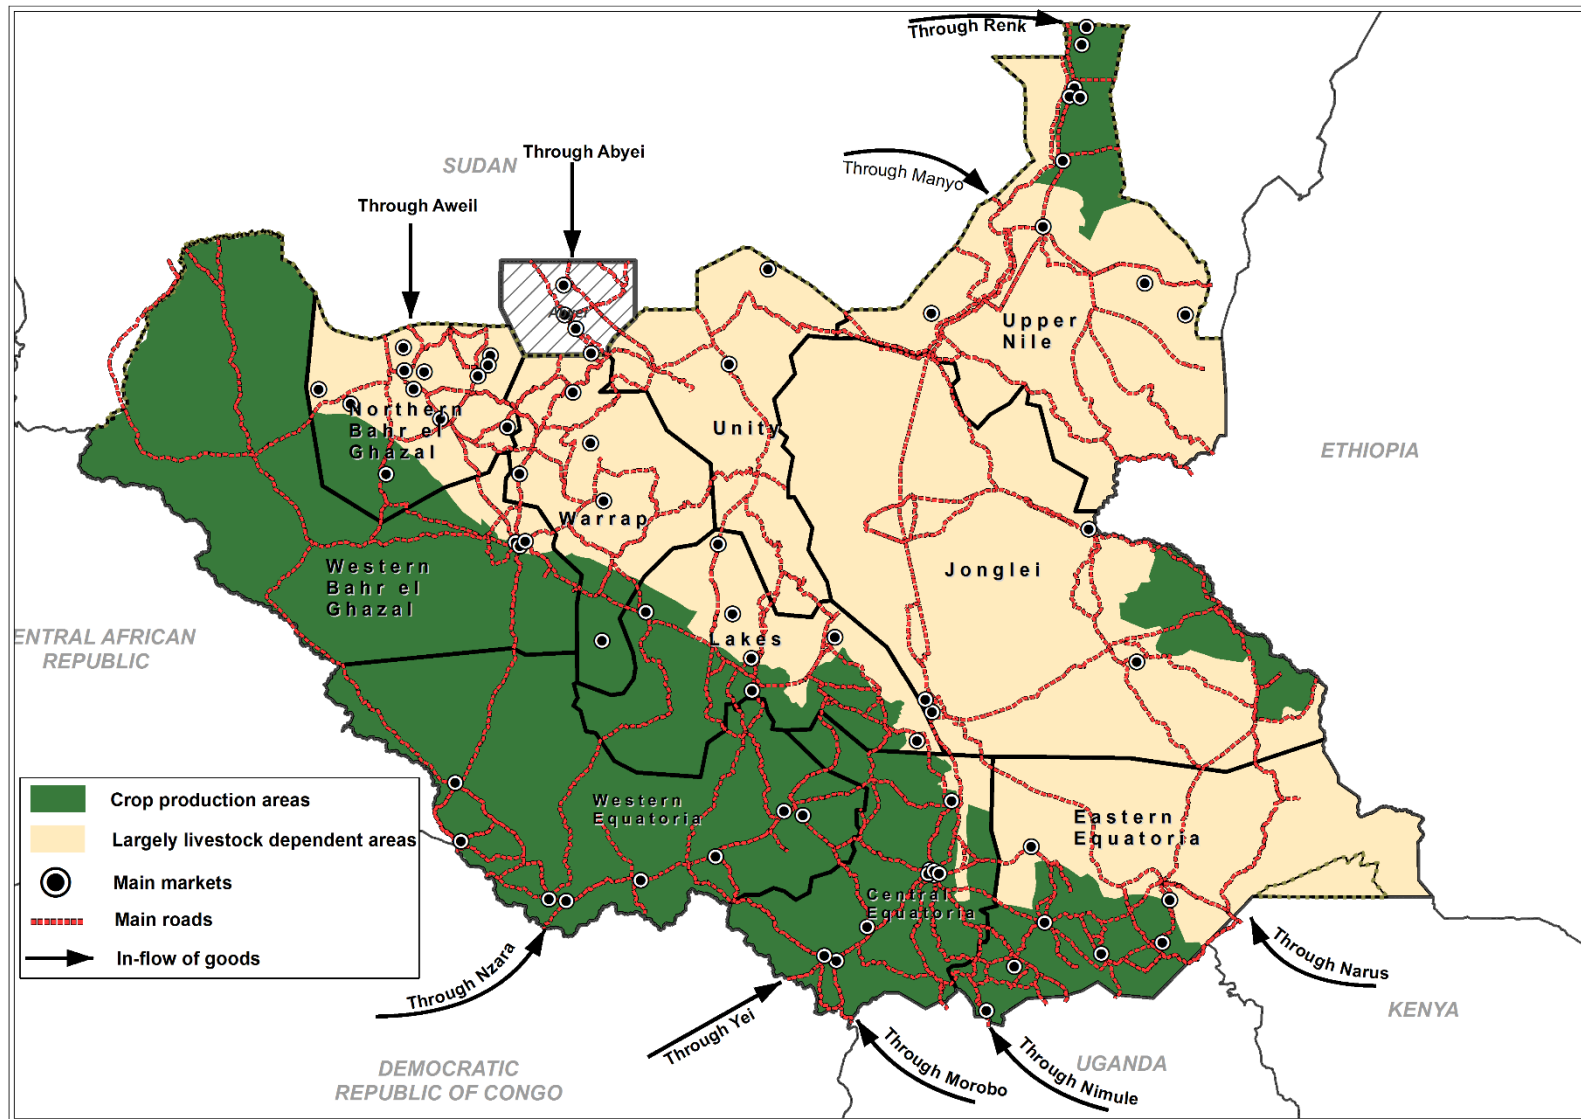 Through Renk
Through Abyei
SUDAN
Through Manyo
Through Aweil
Abyei
Upper
Nile
Northern
Bahr el
Ghazal
Unity
ETHIOPIA
Warrap
Western
Bahr el
Ghazal
Jonglei
ENTRAL AFRICAN
REPUBLIC
Lakes
Western
Equatoria
Eastern
Equatoria
Central
Equatoria
Crop production areas
Largely livestock dependent areas
Main markets
Main roads
In-flow of goods
Through Nzara
Through Yei
Through Morobo
Through Nimule
Through Narus
KENYA
UGANDA
DEMOCRATIC
REPUBLIC OF CONGO